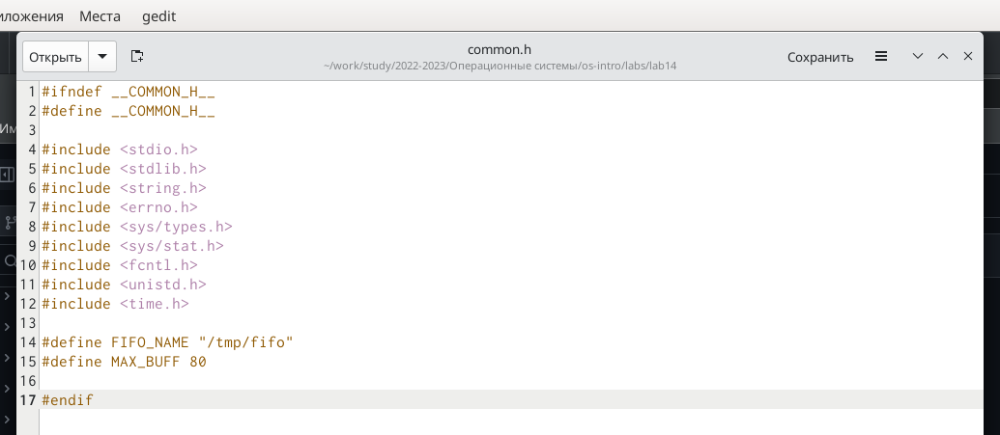 Места gedit
Открыть common.h Сохранить
~/work/study/2022-2023/Операционные системы/os-intro/labs/lab14
1 #ifndef __COMMON_H__
2 #define __COMMON_H__
3
4 #include <stdio.h>
5 #include <stdlib.h>
6 #include <string.h>
7 #include <errno.h>
8 #include <sys/types.h>
9 #include <sys/stat.h>
10 #include <fcntl.h>
11 #include <unistd.h>
12 #include <time.h>
13
14 #define FIFO_NAME "/tmp/fifo"
15 #define MAX_BUFF 80
16
17 #endif